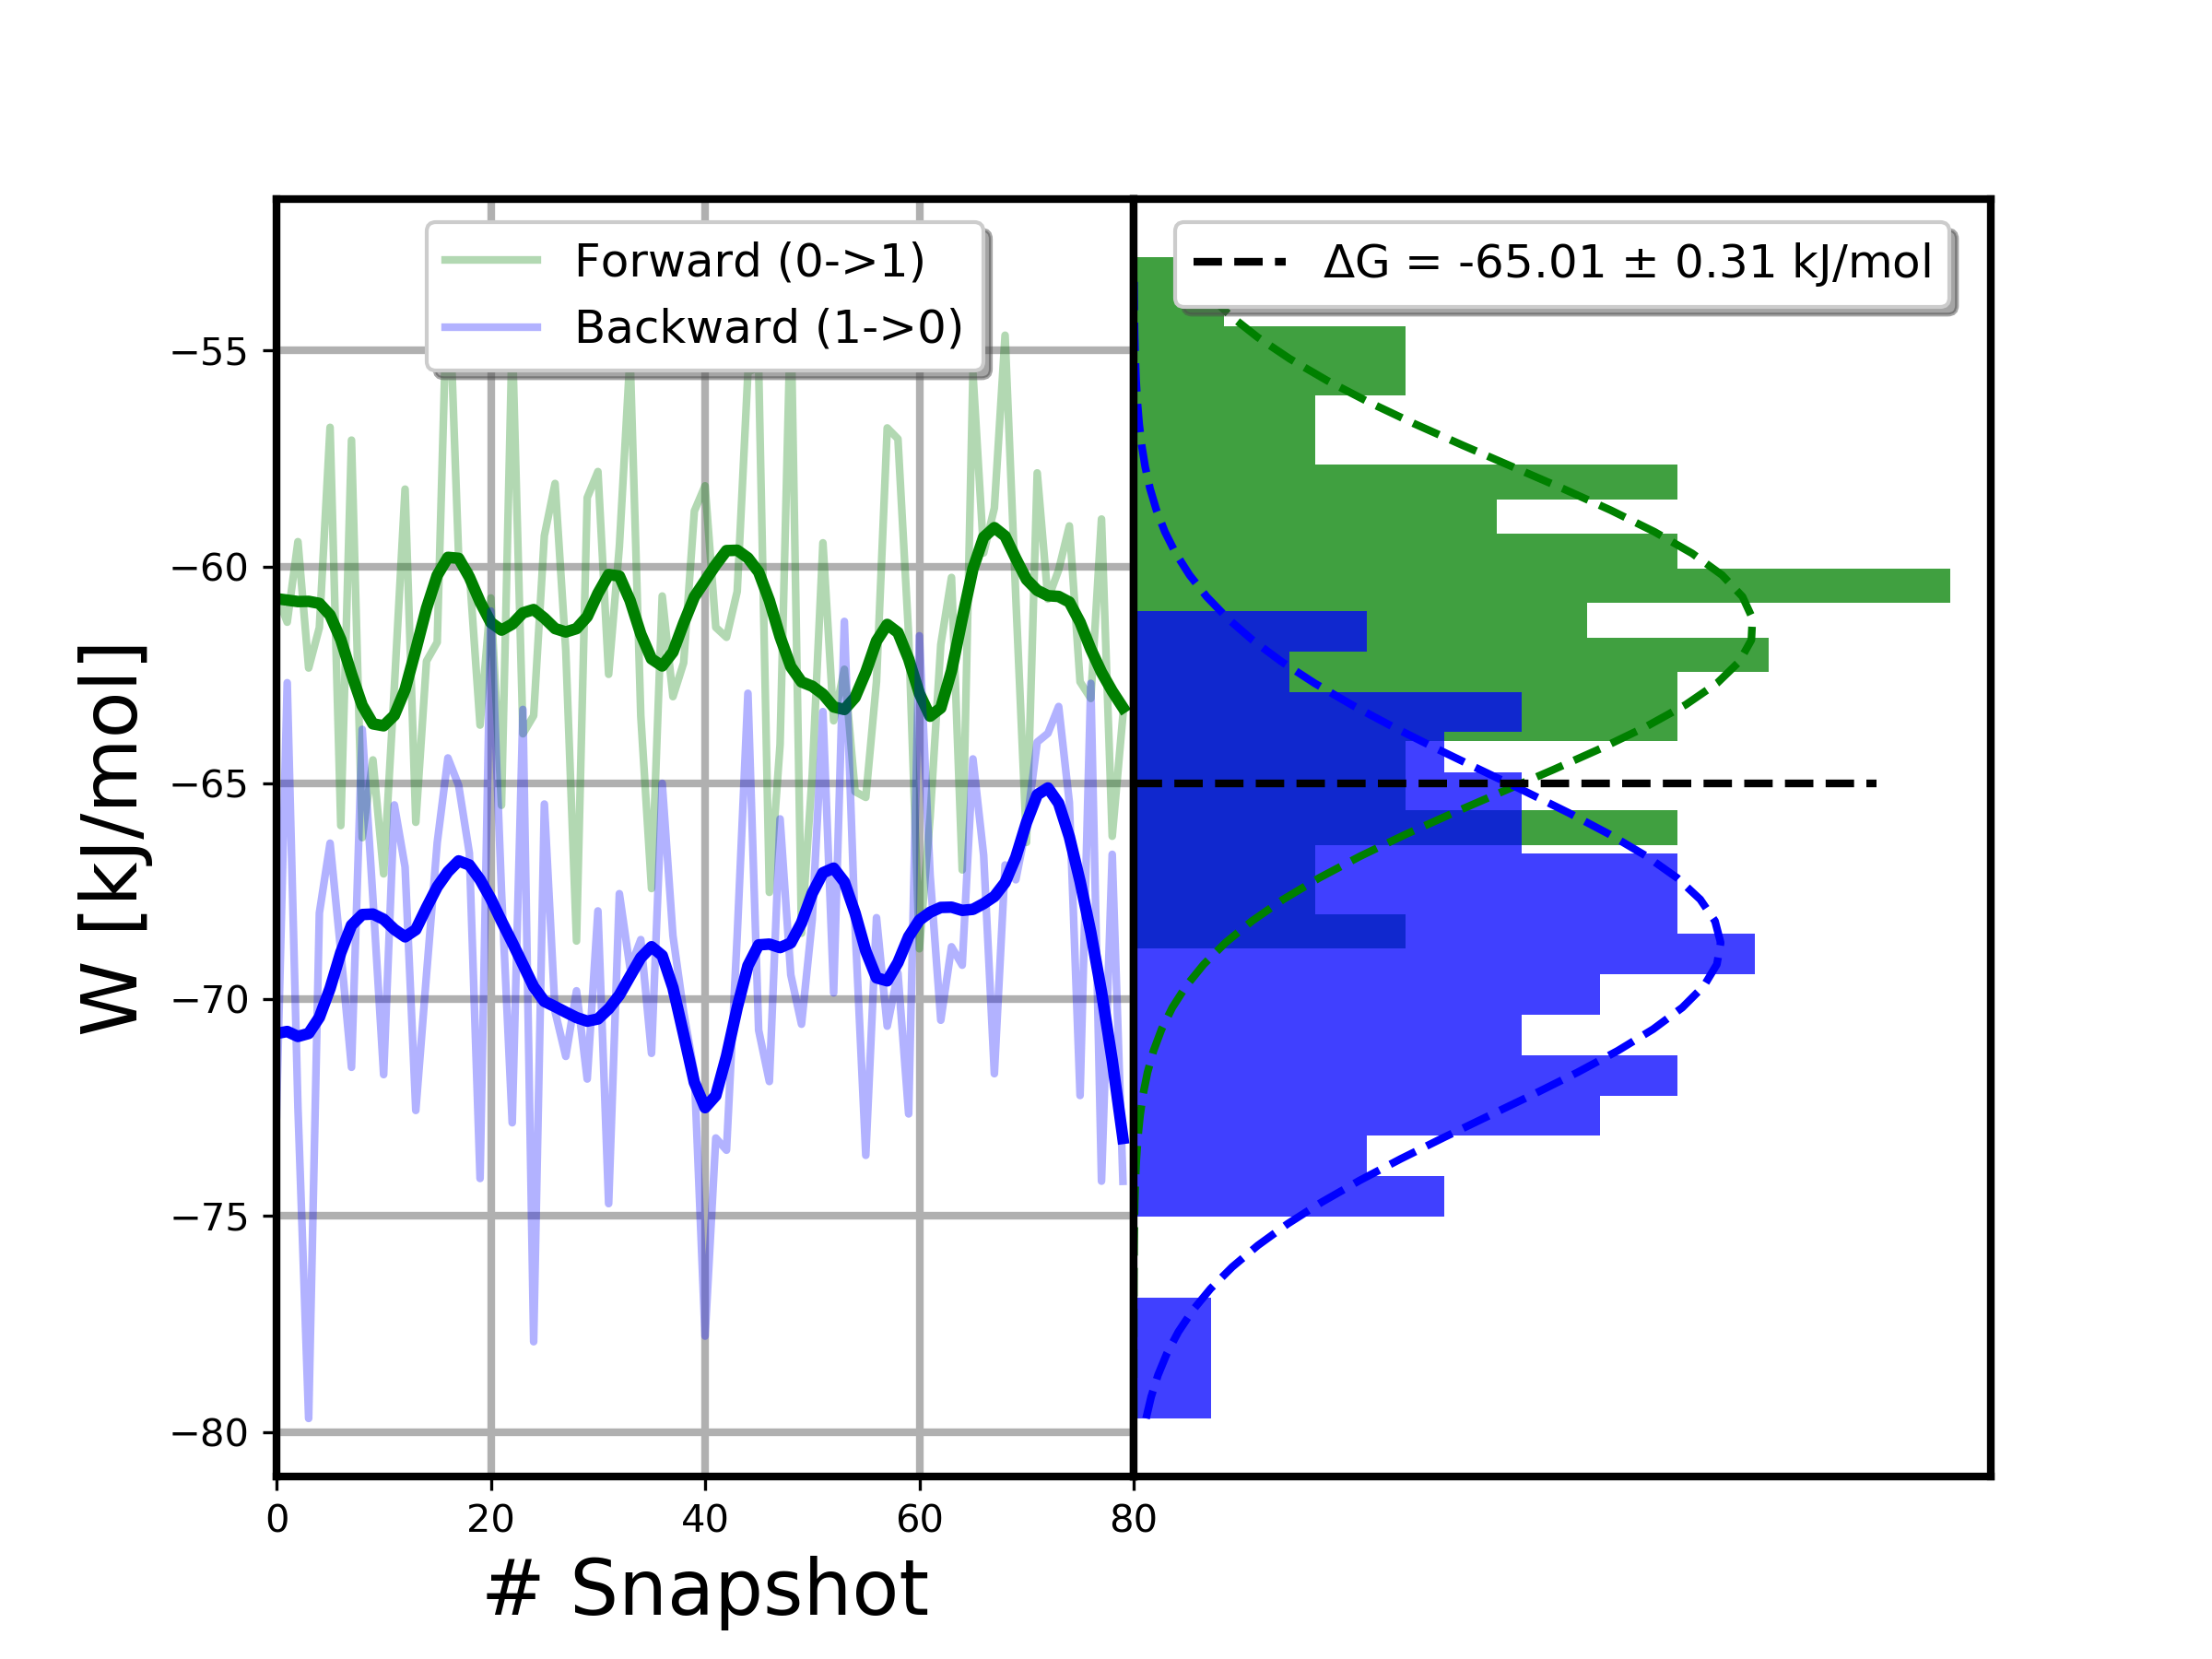 Forward (0->1)
Backward (1->0)
ΔG = -65.01 ± 0.31 kJ/mol
W [kJ/mol]
−55
−60
−65
−70
−75
−80
0 20 40 60 80
# Snapshot